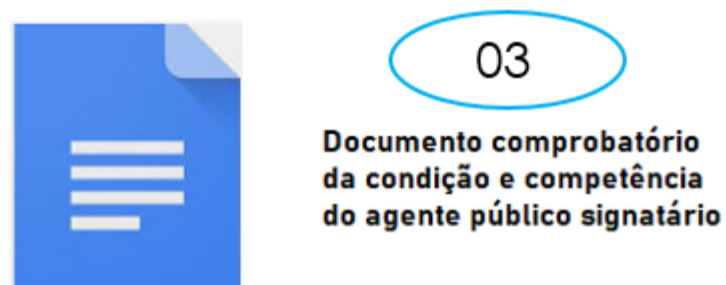 03
Documento comprobatório
da condição e competência
do agente público signatário